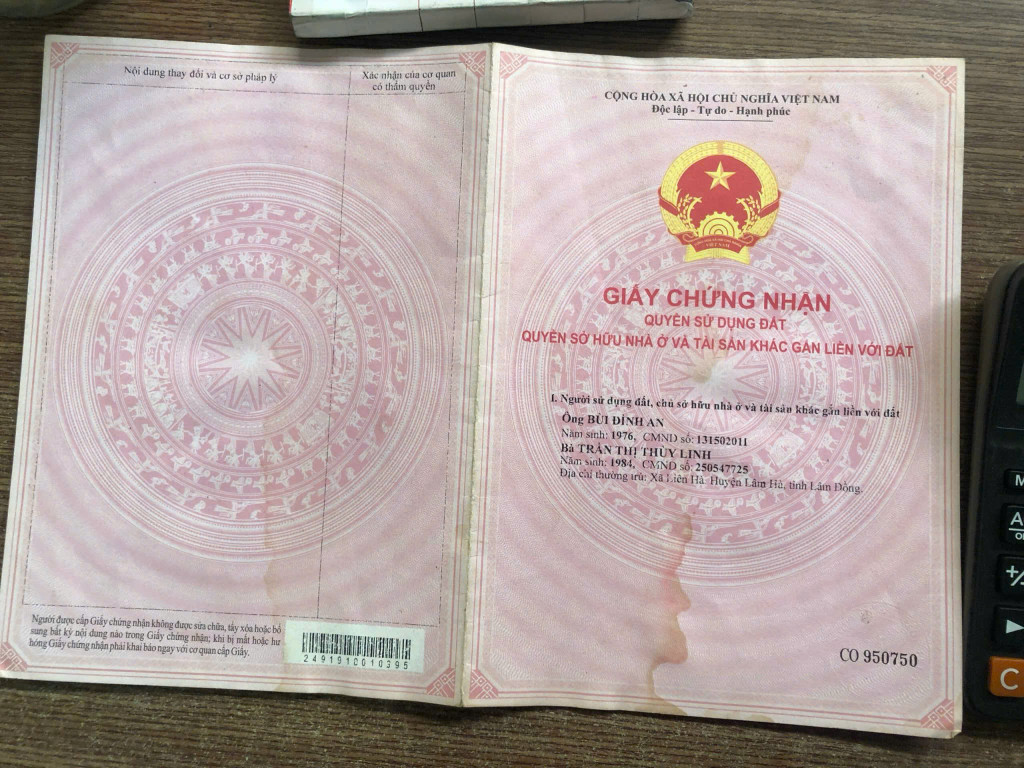 Nội dung thay đổi và cơ sở pháp lý
Xác nhận của cơ quan
có thẩm quyền
Người được cấp Giấy chứng nhận không được sửa chữa, tẩy xóa hoặc bổ
sung bất kỳ nội dung nào trong Giấy chứng nhận; khi bị mất hoặc hư
hỏng Giấy chứng nhận phải khai báo ngay với cơ quan cấp Giấy.
2491910010395
CỘNG HÒA XÃ HỘI CHỦ NGHĨA VIỆT NAM
Độc lập - Tự do - Hạnh phúc
VIỆT NAM
GIẤY CHỨNG NHẬN
QUYỀN SỬ DỤNG ĐẤT
QUYỀN SỞ HỮU NHÀ Ở VÀ TÀI SẢN KHÁC GẮN LIỀN VỚI ĐẤT
I. Người sử dụng đất, chủ sở hữu nhà ở và tài sản khác gắn liền với đất
Ông BÙI ĐÌNH AN
Năm sinh: 1976, CMND số: 131502011
Bà TRẦN THỊ THÙY LINH
Năm sinh: 1984, CMND số: 250547725
Địa chỉ thường trú: Xã Liên Hà, Huyện Lâm Hà, tỉnh Lâm Đồng.
CO 950750
M
+/
C